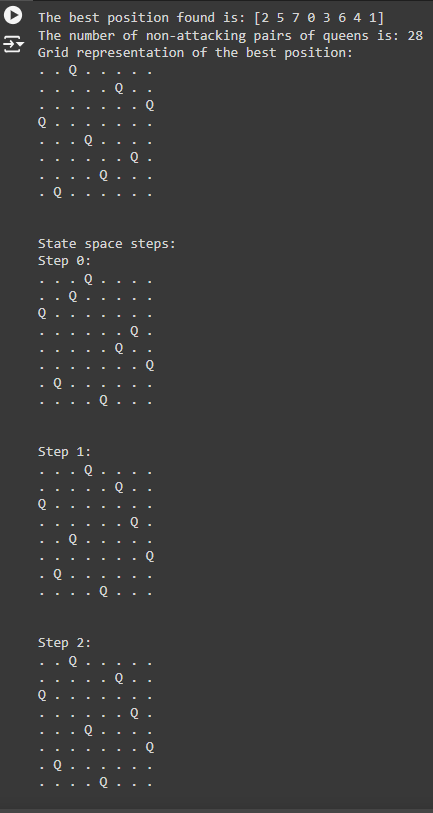 The best position found is: [2 5 7 0 3 6 4 1]
The number of non-attacking pairs of queens is: 28
Grid representation of the best position:
. . Q . . . . .
. . . . . Q . .
. . . . . . . Q
Q . . . . . . .
. . . Q . . . .
. . . . . . Q .
. . . . Q . . .
. Q . . . . . .
State space steps:
Step 0:
. . . Q . . . .
. . Q . . . . .
Q . . . . . . .
. . . . . . Q .
. . . . . Q . .
. . . . . . . Q
. Q . . . . . .
. . . . Q . . .
Step 1:
. . . Q . . . .
. . . . . Q . .
Q . . . . . . .
. . . . . . Q .
. . Q . . . . .
. . . . . . . Q
. Q . . . . . .
. . . . Q . . .
Step 2:
. . Q . . . . .
. . . . . Q . .
Q . . . . . . .
. . . . . . Q .
. . . Q . . . .
. . . . . . . Q
. Q . . . . . .
. . . . Q . . .